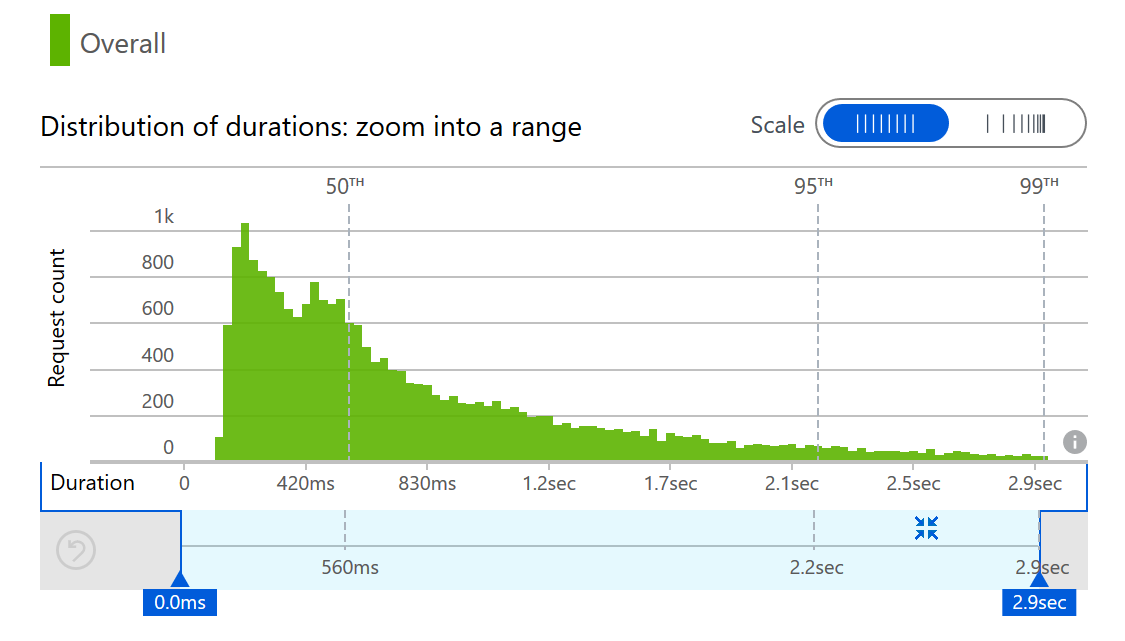 Overall
Distribution of durations: zoom into a range
Scale
50TH 95TH 99TH
1k
800
600
400
200
0
Request count
Duration 0 420ms 830ms 1.2sec 1.7sec 2.1sec 2.5sec 2.9sec
560ms 2.2sec 2.9sec
0.0ms 2.9sec